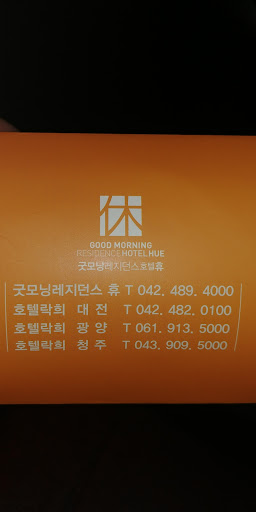 休
GOOD MORNING
RESIDENCE HOTEL HUE
굿모닝레지던스호텔휴
굿모닝레지던스 휴 T 042. 489. 4000
호텔락희 대 전 T 042. 482. 0100
호텔락희 광 양 T 061. 913. 5000
호텔락희 청 주 T 043. 909. 5000